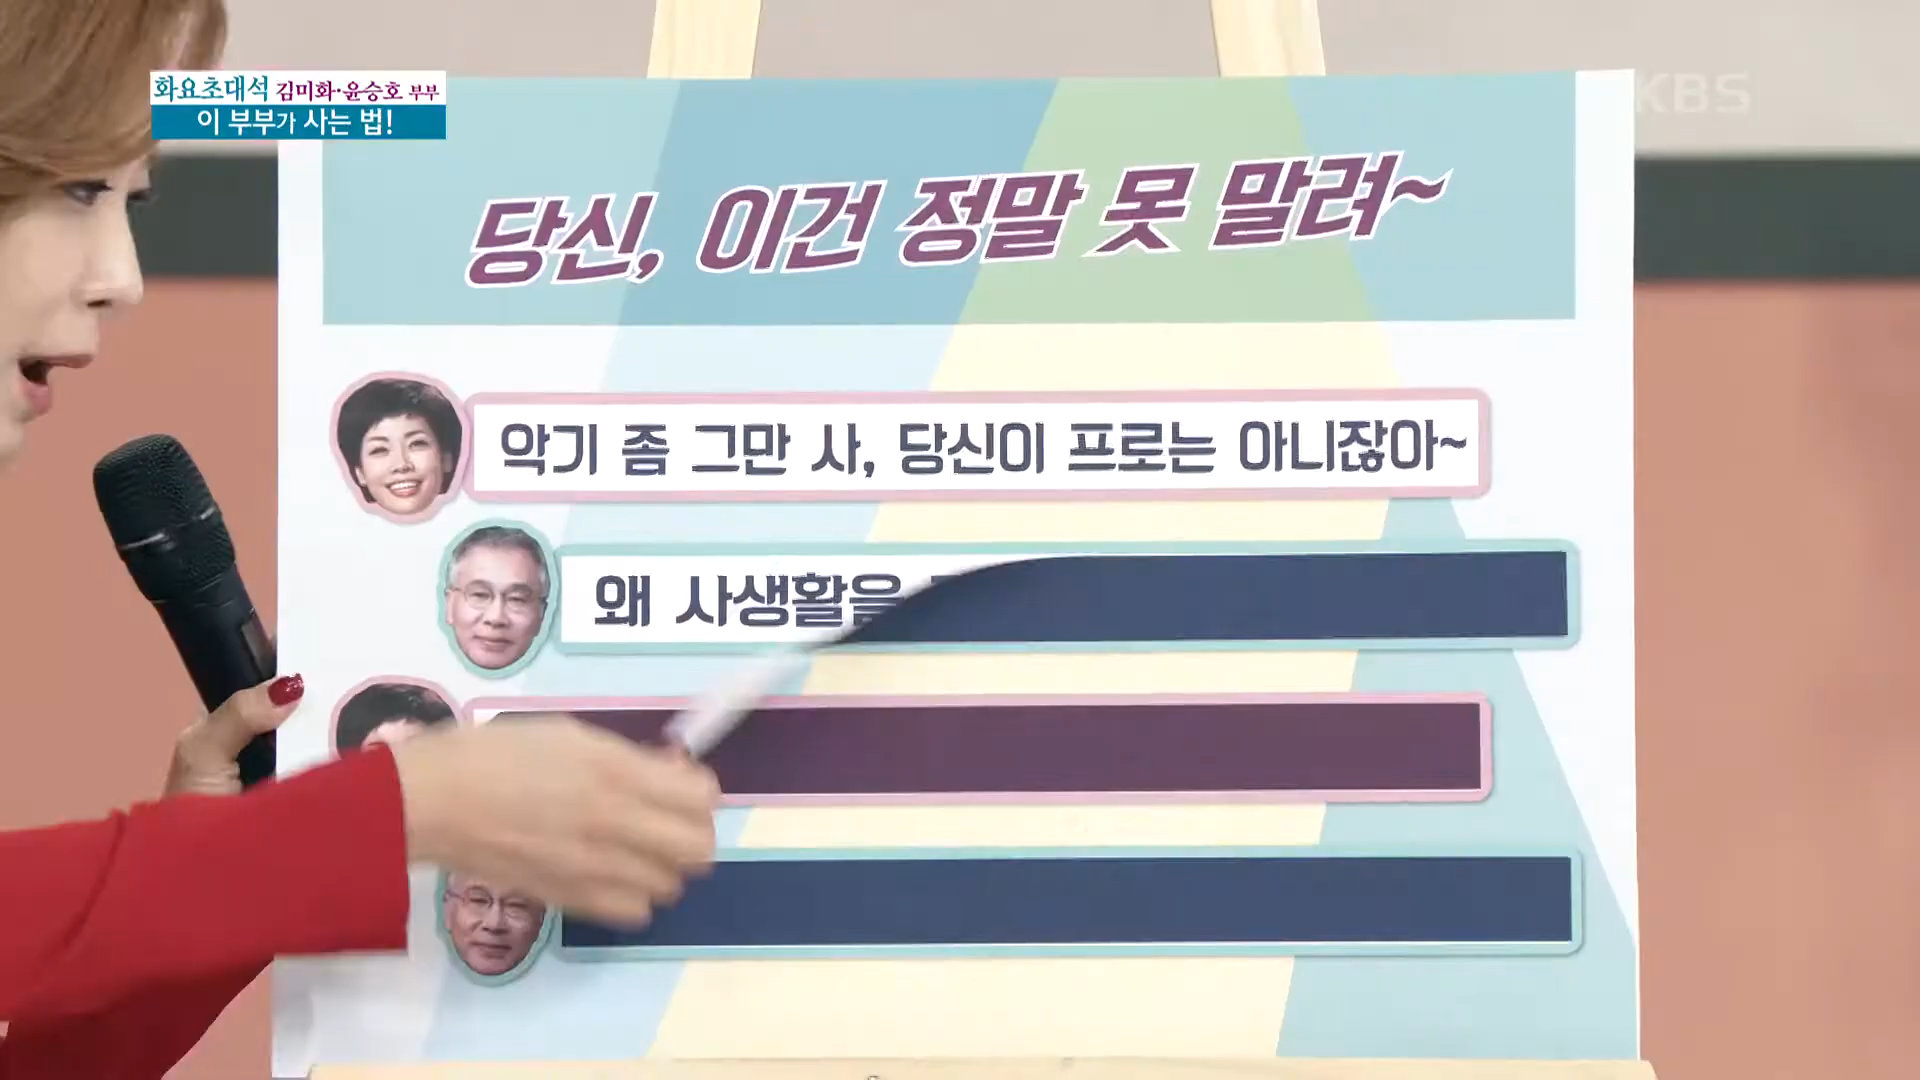 화요초대석 김미화·윤승호 부부
이 부부가 사는 법!
KBS
당신, 이건 정말 못 말려~
악기 좀 그만 사, 당신이 프로는 아니잖아~
왜 사생활을